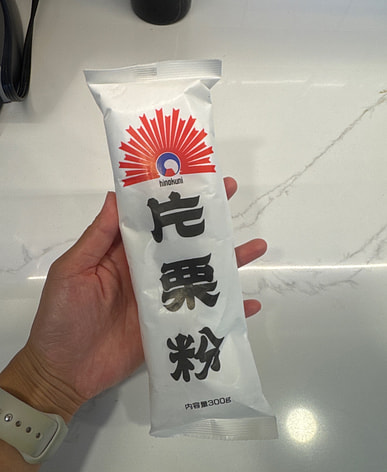 hinokuni
片
栗
粉
内容量300g